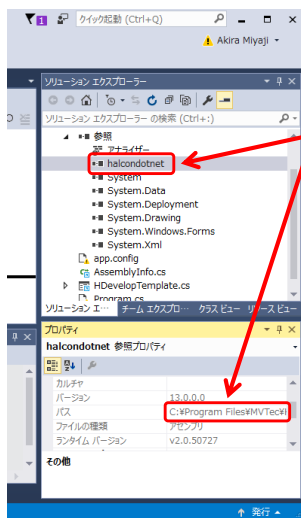 1
クイック起動 (Ctrl+Q)
Akira Miyaji
ソリューション エクスプローラー
ソリューション エクスプローラー の検索 (Ctrl+:)
参照
アナライザー
halcondotnet
System
System.Data
System.Deployment
System.Drawing
System.Windows.Forms
System.Xml
app.config
AssemblyInfo.cs
HDevelopTemplate.cs
Program.cs
ソリューション エ… チーム エクスプロ… クラス ビュー リソース ビュー
プロパティ
halcondotnet 参照プロパティ
カルチャ
バージョン 13.0.0.0
パス C:¥Program Files¥MVTec¥
ファイルの種類 アセンブリ
ランタイム バージョン v2.0.50727
その他
発行